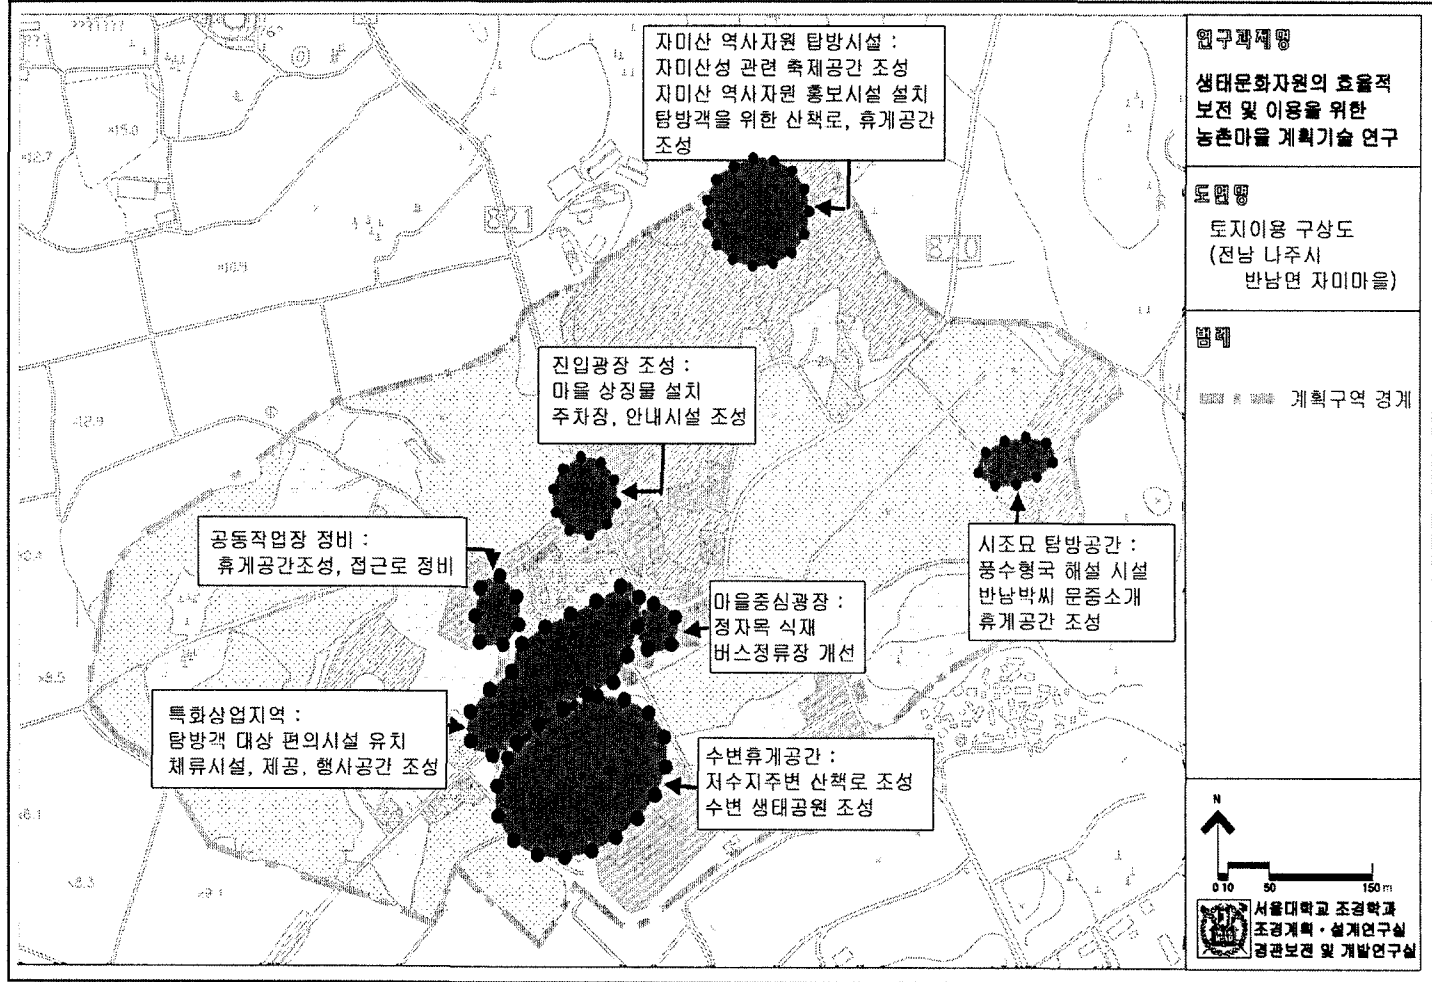 자미산 역사자원 탐방시설 :
자미산성 관련 축제공간 조성
자미산 역사자원 홍보시설 설치
탐방객을 위한 산책로, 휴게공간
조성
821
870
진입광장 조성 :
마을 상징물 설치
주차장, 안내시설 조성
공동작업장 정비 :
휴게공간조성, 접근로 정비
시조묘 탐방공간 :
풍수형국 해설 시설
반남박씨 문중소개
휴게공간 조성
마을중심광장 :
정자목 식재
버스정류장 개선
특화상업지역 :
탐방객 대상 편의시설 유치
체류시설, 제공, 행사공간 조성
수변휴게공간 :
저수지주변 산책로 조성
수변 생태공원 조성
×15.0
×12.7
×12.9
×8.5
×8.3
×9.1
연구과제명
생태문화자원의 효율적
보전 및 이용을 위한
농촌마을 계획기술 연구
도면명
토지이용 구상도
(전남 나주시
반남면 자미마을)
범례
계획구역 경계
N
0 10 50 150 m
서울대학교 조경학과
조경계획·설계연구실
경관보전 및 개발연구실